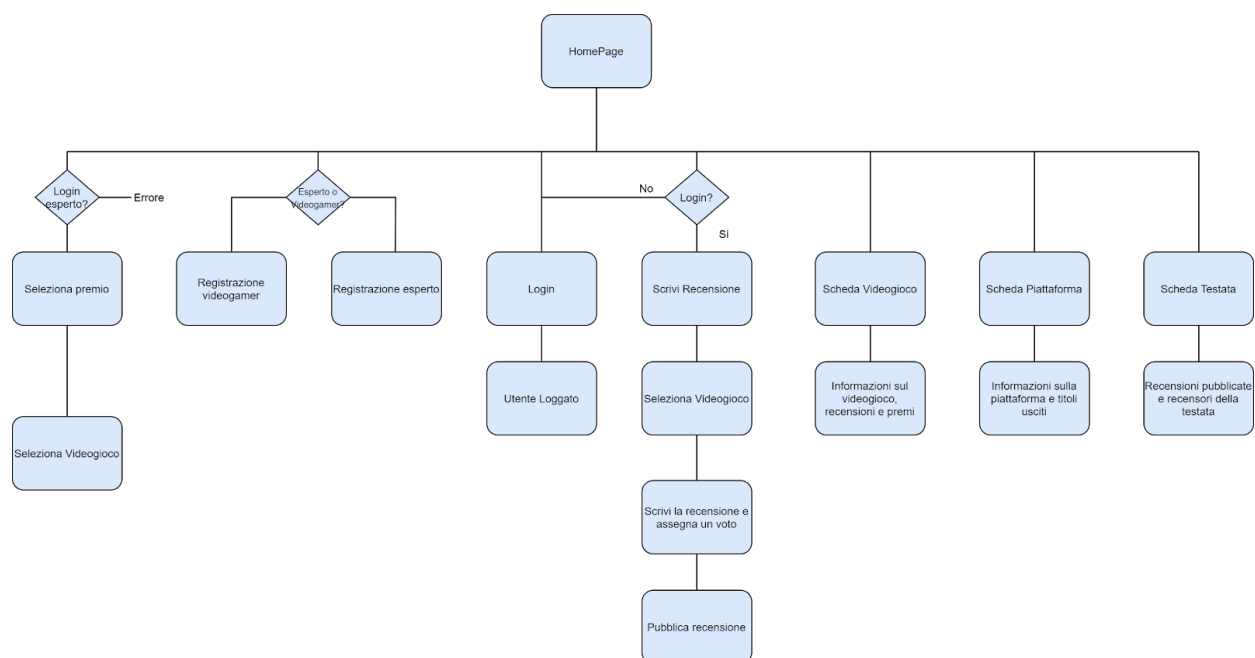 HomePage
Login
esperto?
Errore
Esperto o
Videogamer?
No
Login?
Si
Seleziona premio
Registrazione
videogamer
Registrazione esperto
Login
Scrivi Recensione
Scheda Videogioco
Scheda Piattaforma
Scheda Testata
Utente Loggato
Seleziona Videogioco
Informazioni sul
videogioco,
recensioni e premi
Informazioni sulla
piattaforma e titoli
usciti
Recensioni pubblicate
e recensori della
testata
Seleziona Videogioco
Scrivi la recensione e
assegna un voto
Pubblica recensione